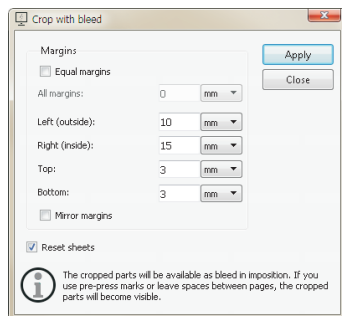 Crop with bleed
Margins
Apply
Equal margins
Close
All margins: 0 mm
Left (outside): 10 mm
Right (inside): 15 mm
Top: 3 mm
Bottom: 3 mm
Mirror margins
Reset sheets
The cropped parts will be available as bleed in imposition. If you
use pre-press marks or leave spaces between pages, the cropped
parts will become visible.